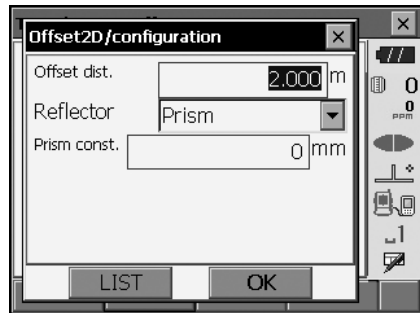 Offset2D/configuration
Offset dist. 2.000 m
Reflector Prism
Prism const. 0 mm
LIST OK
0
0
PPM
1